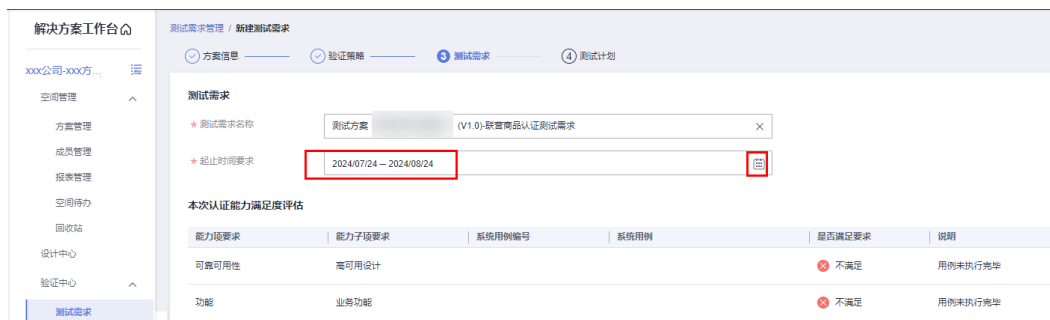 解决方案工作台
测试需求管理 / 新建测试需求
方案信息 验证策略 3 测试需求 4 测试计划
xxx公司-xxx方...
空间管理
方案管理
成员管理
报表管理
空间待办
回收站
设计中心
验证中心
测试需求
测试需求
* 测试需求名称 测试方案 (V1.0)-联营商品认证测试需求
* 起止时间要求 2024/07/24 — 2024/08/24
本次认证能力满足度评估
能力项要求 能力子项要求 系统用例编号 系统用例 是否满足要求 说明
可靠可用性 高可用设计 不满足 用例未执行完毕
功能 业务功能 不满足 用例未执行完毕